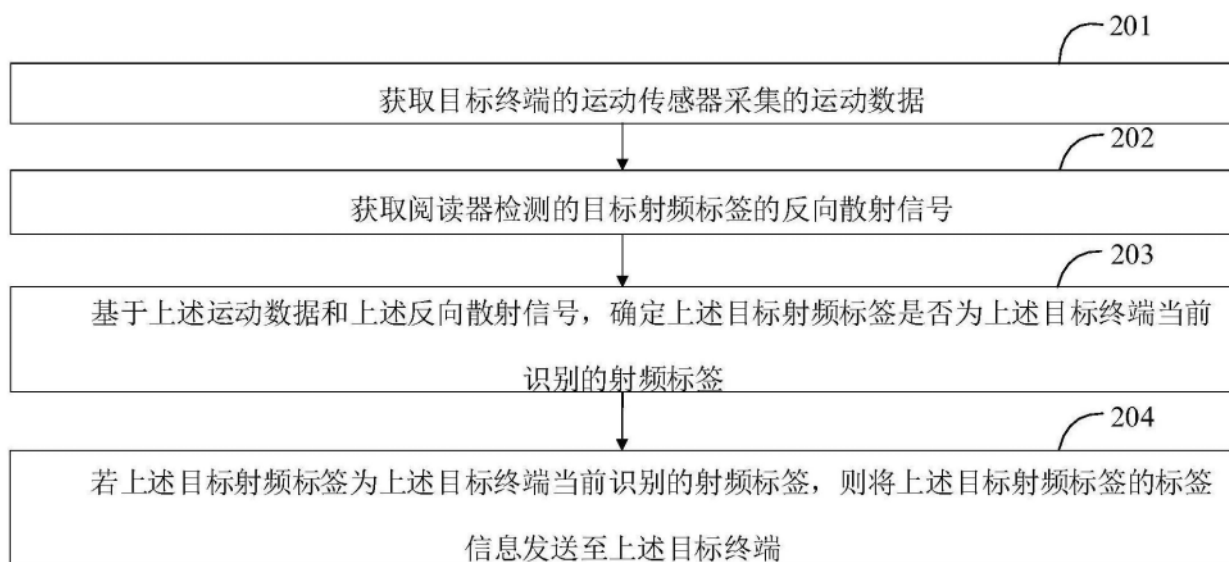 201
获取目标终端的运动传感器采集的运动数据
202
获取阅读器检测的目标射频标签的反向散射信号
203
基于上述运动数据和上述反向散射信号，确定上述目标射频标签是否为上述目标终端当前
识别的射频标签
204
若上述目标射频标签为上述目标终端当前识别的射频标签，则将上述目标射频标签的标签
信息发送至上述目标终端